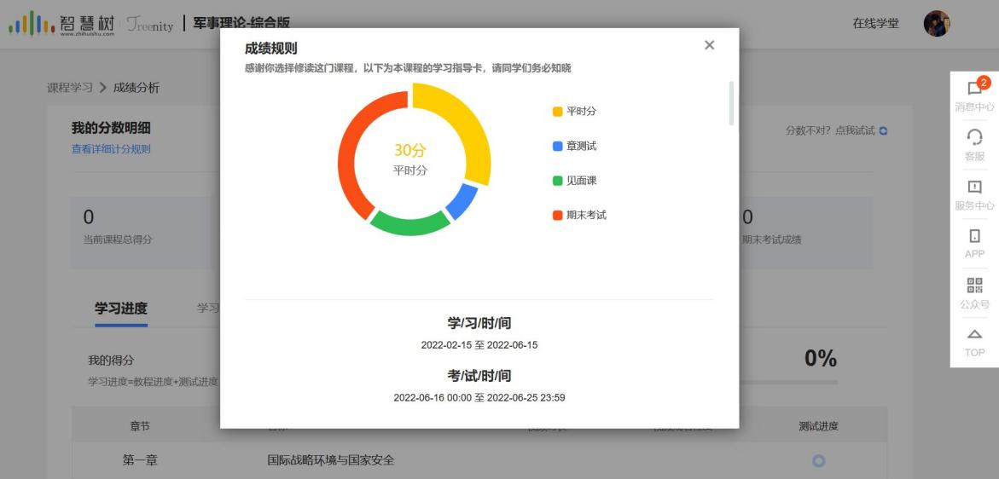 智慧树 Treenity 军事理论-综合版 在线学堂
www.zhihuishu.com
成绩规则
感谢你选择修读这门课程，以下为本课程的学习指导卡，请同学们务必知晓
30分
平时分
平时分
章测试
见面课
期末考试
学/习/时/间
2022-02-15 至 2022-06-15
考/试/时/间
2022-06-16 00:00 至 2022-06-25 23:59
课程学习 成绩分析
我的分数明细
查看详细计分规则
分数不对？点我试试
0
当前课程总得分
0
期末考试成绩
学习进度 学习
我的得分
学习进度=教程进度+测试进度
0%
章节 测试进度
第一章 国际战略环境与国家安全
2
消息中心
客服
服务中心
APP
公众号
TOP